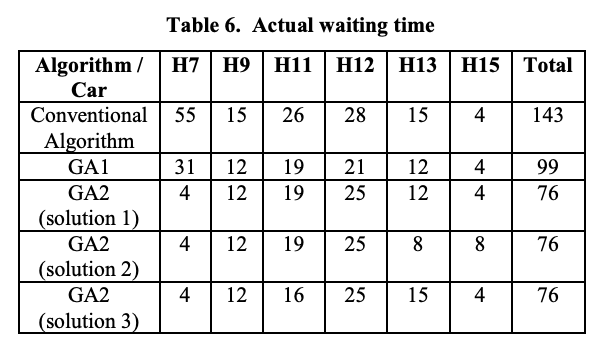 Table 6. Actual waiting time
Algorithm / Car H7 H9 H11 H12 H13 H15 Total
Conventional Algorithm 55 15 26 28 15 4 143
GA1 31 12 19 21 12 4 99
GA2 (solution 1) 4 12 19 25 12 4 76
GA2 (solution 2) 4 12 19 25 8 8 76
GA2 (solution 3) 4 12 16 25 15 4 76